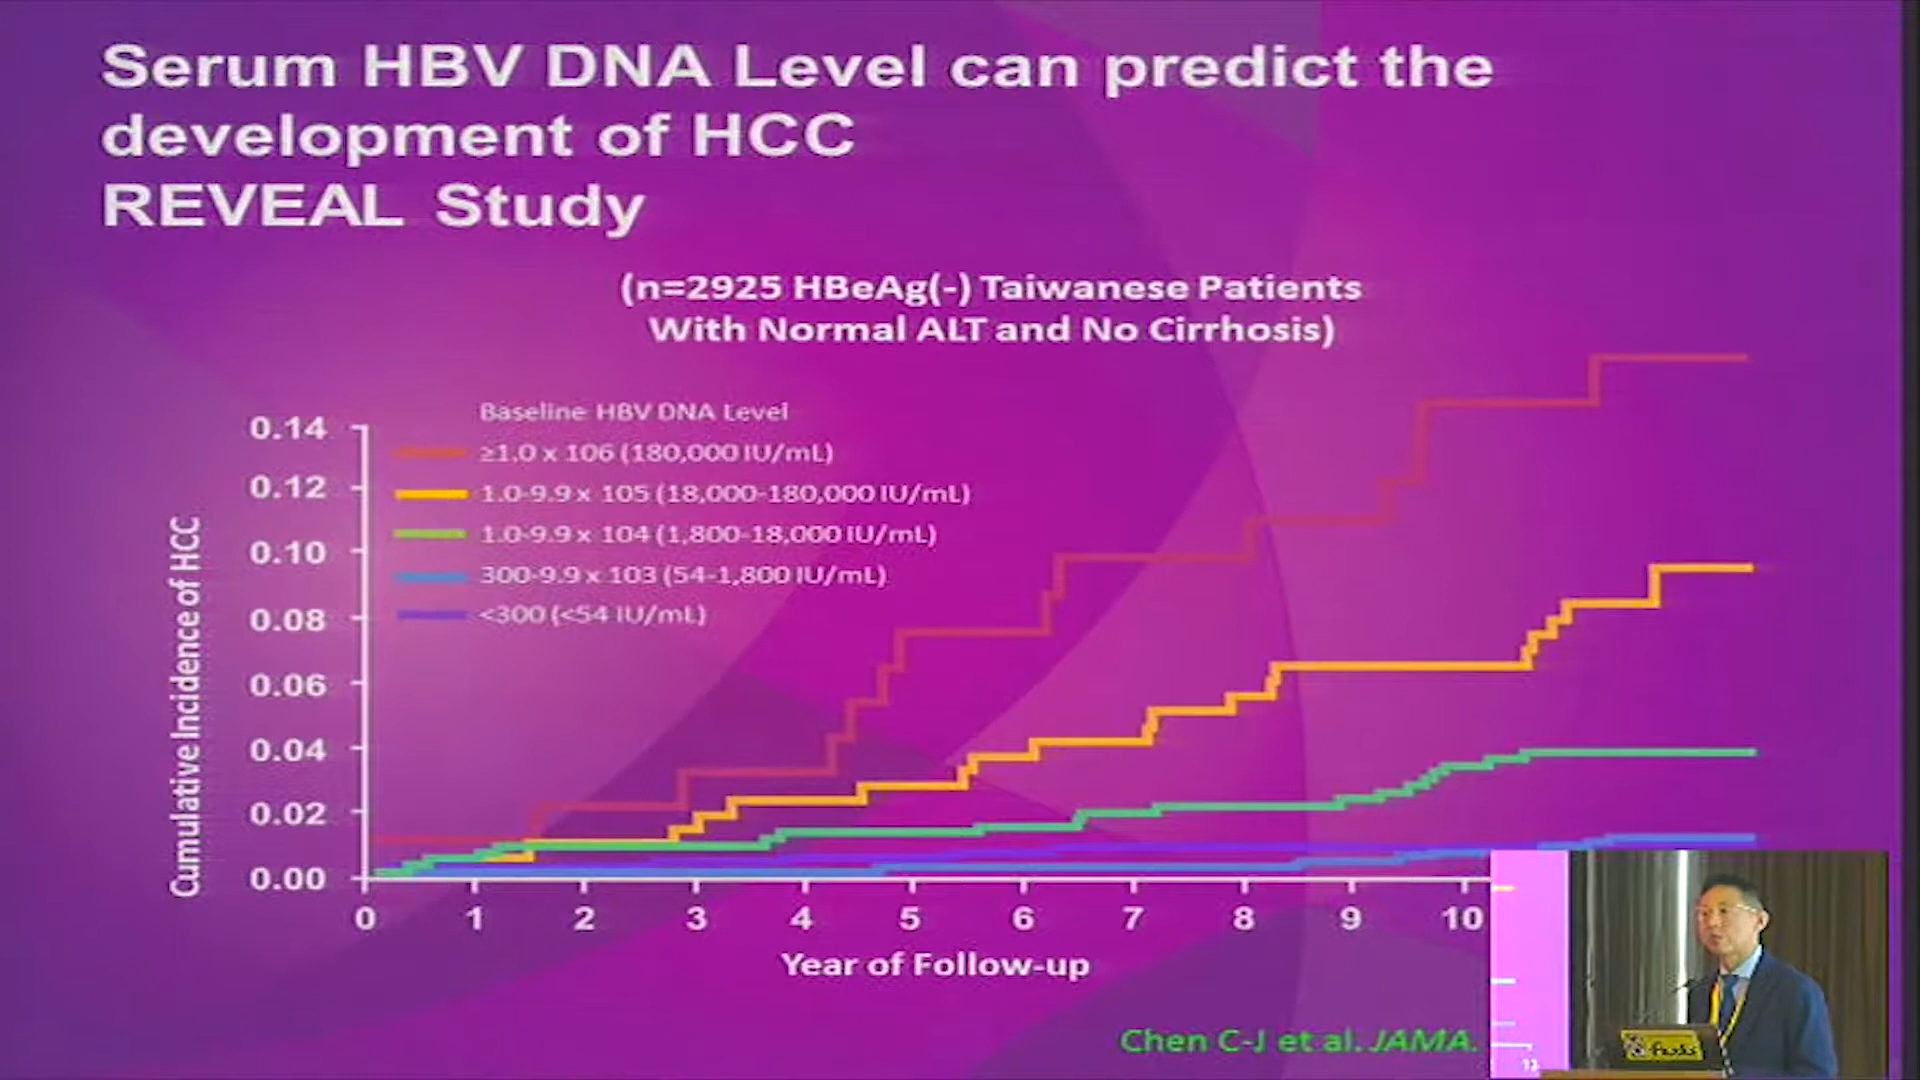 Serum HBV DNA Level can predict the
development of HCC
REVEAL Study
(n=2925 HBeAg(-) Taiwanese Patients
With Normal ALT and No Cirrhosis)
Baseline HBV DNA Level
≥1.0 x 106 (180,000 IU/mL)
1.0-9.9 x 105 (18,000-180,000 IU/mL)
1.0-9.9 x 104 (1,800-18,000 IU/mL)
300-9.9 x 103 (54-1,800 IU/mL)
<300 (<54 IU/mL)
Cumulative Incidence of HCC
0.14
0.12
0.10
0.08
0.06
0.04
0.02
0.00
0 1 2 3 4 5 6 7 8 9 10
Year of Follow-up
Chen C-J et al. JAMA.